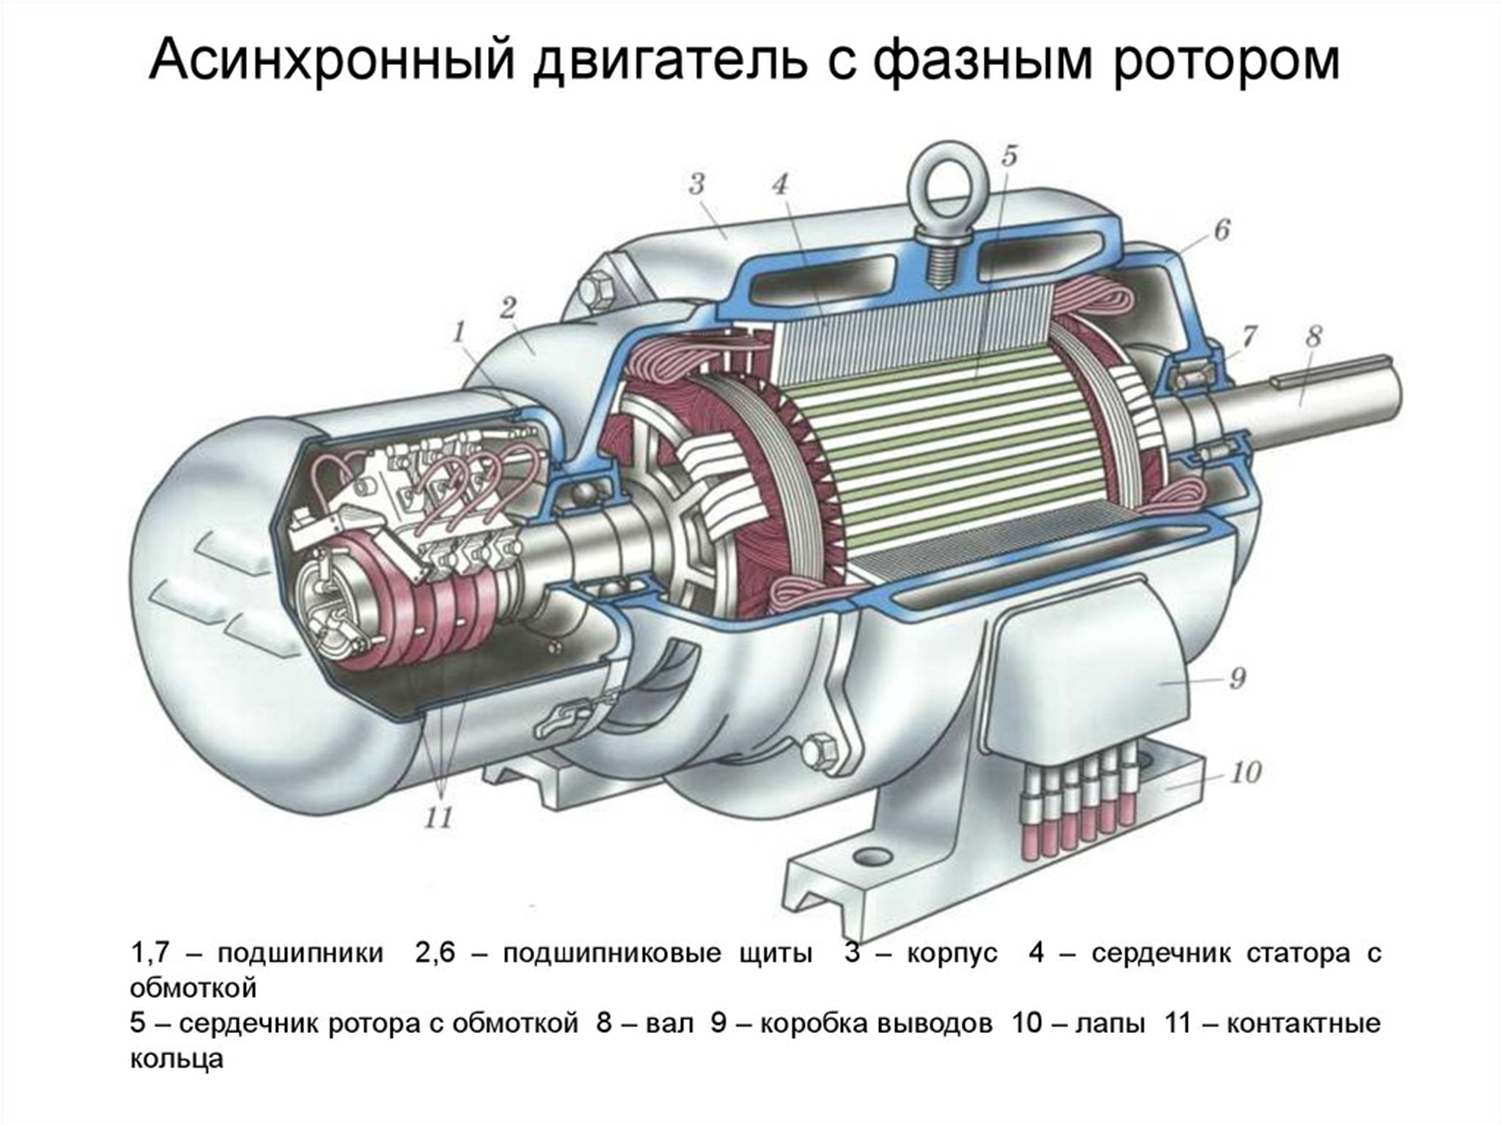 Асинхронный двигатель с фазным ротором
5
3
4
6
2
1
7
8
9
10
11
1,7 – подшипники 2,6 – подшипниковые щиты 3 – корпус 4 – сердечник статора с
обмоткой
5 – сердечник ротора с обмоткой 8 – вал 9 – коробка выводов 10 – лапы 11 – контактные
кольца